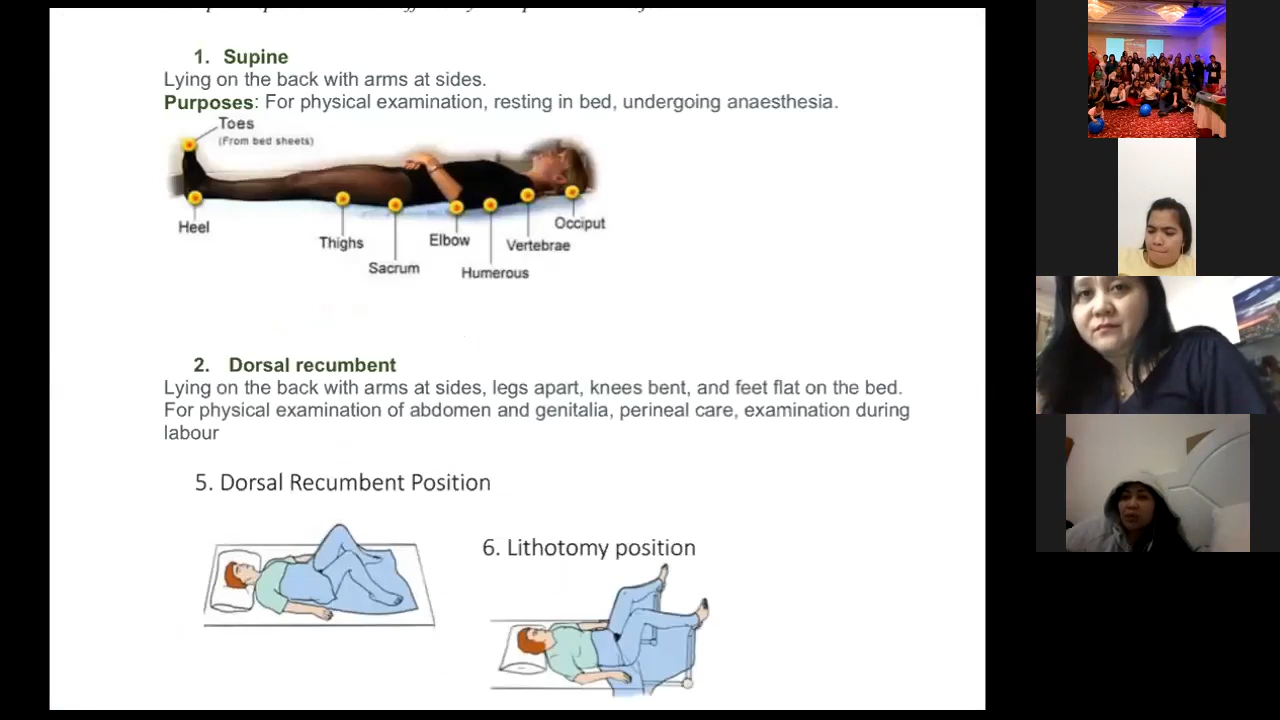 1. Supine
Lying on the back with arms at sides.
Purposes: For physical examination, resting in bed, undergoing anaesthesia.
Toes
(From bed sheets)
Heel
Thighs
Sacrum
Elbow
Humerous
Vertebrae
Occiput
2. Dorsal recumbent
Lying on the back with arms at sides, legs apart, knees bent, and feet flat on the bed.
For physical examination of abdomen and genitalia, perineal care, examination during
labour
5. Dorsal Recumbent Position
6. Lithotomy position